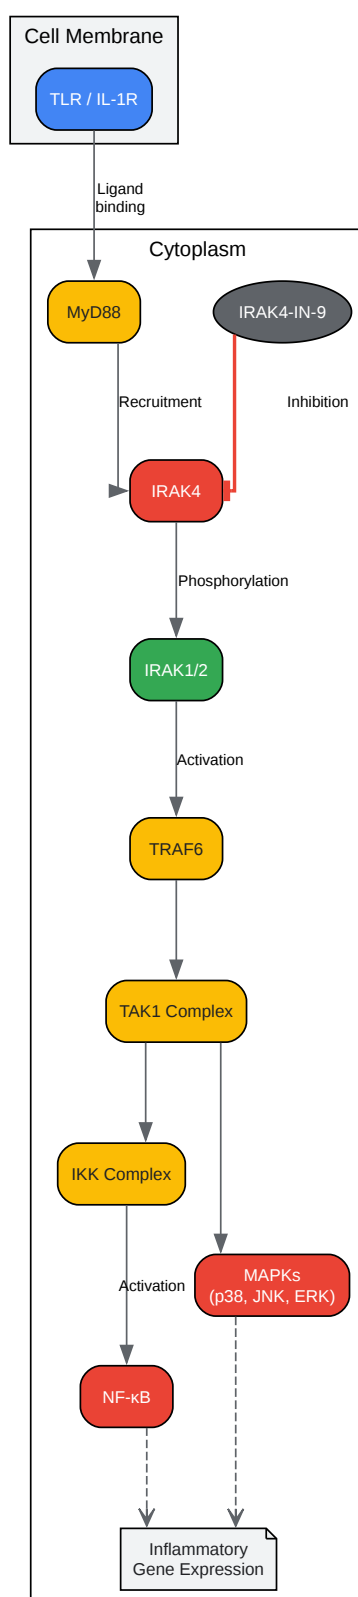 Cell Membrane
TLR / IL-1R
Ligand
binding
Cytoplasm
MyD88
IRAK4-IN-9
Recruitment
Inhibition
IRAK4
Phosphorylation
IRAK1/2
Activation
TRAF6
TAK1 Complex
IKK Complex
MAPKs
(p38, JNK, ERK)
Activation
NF-κB
Inflammatory
Gene Expression